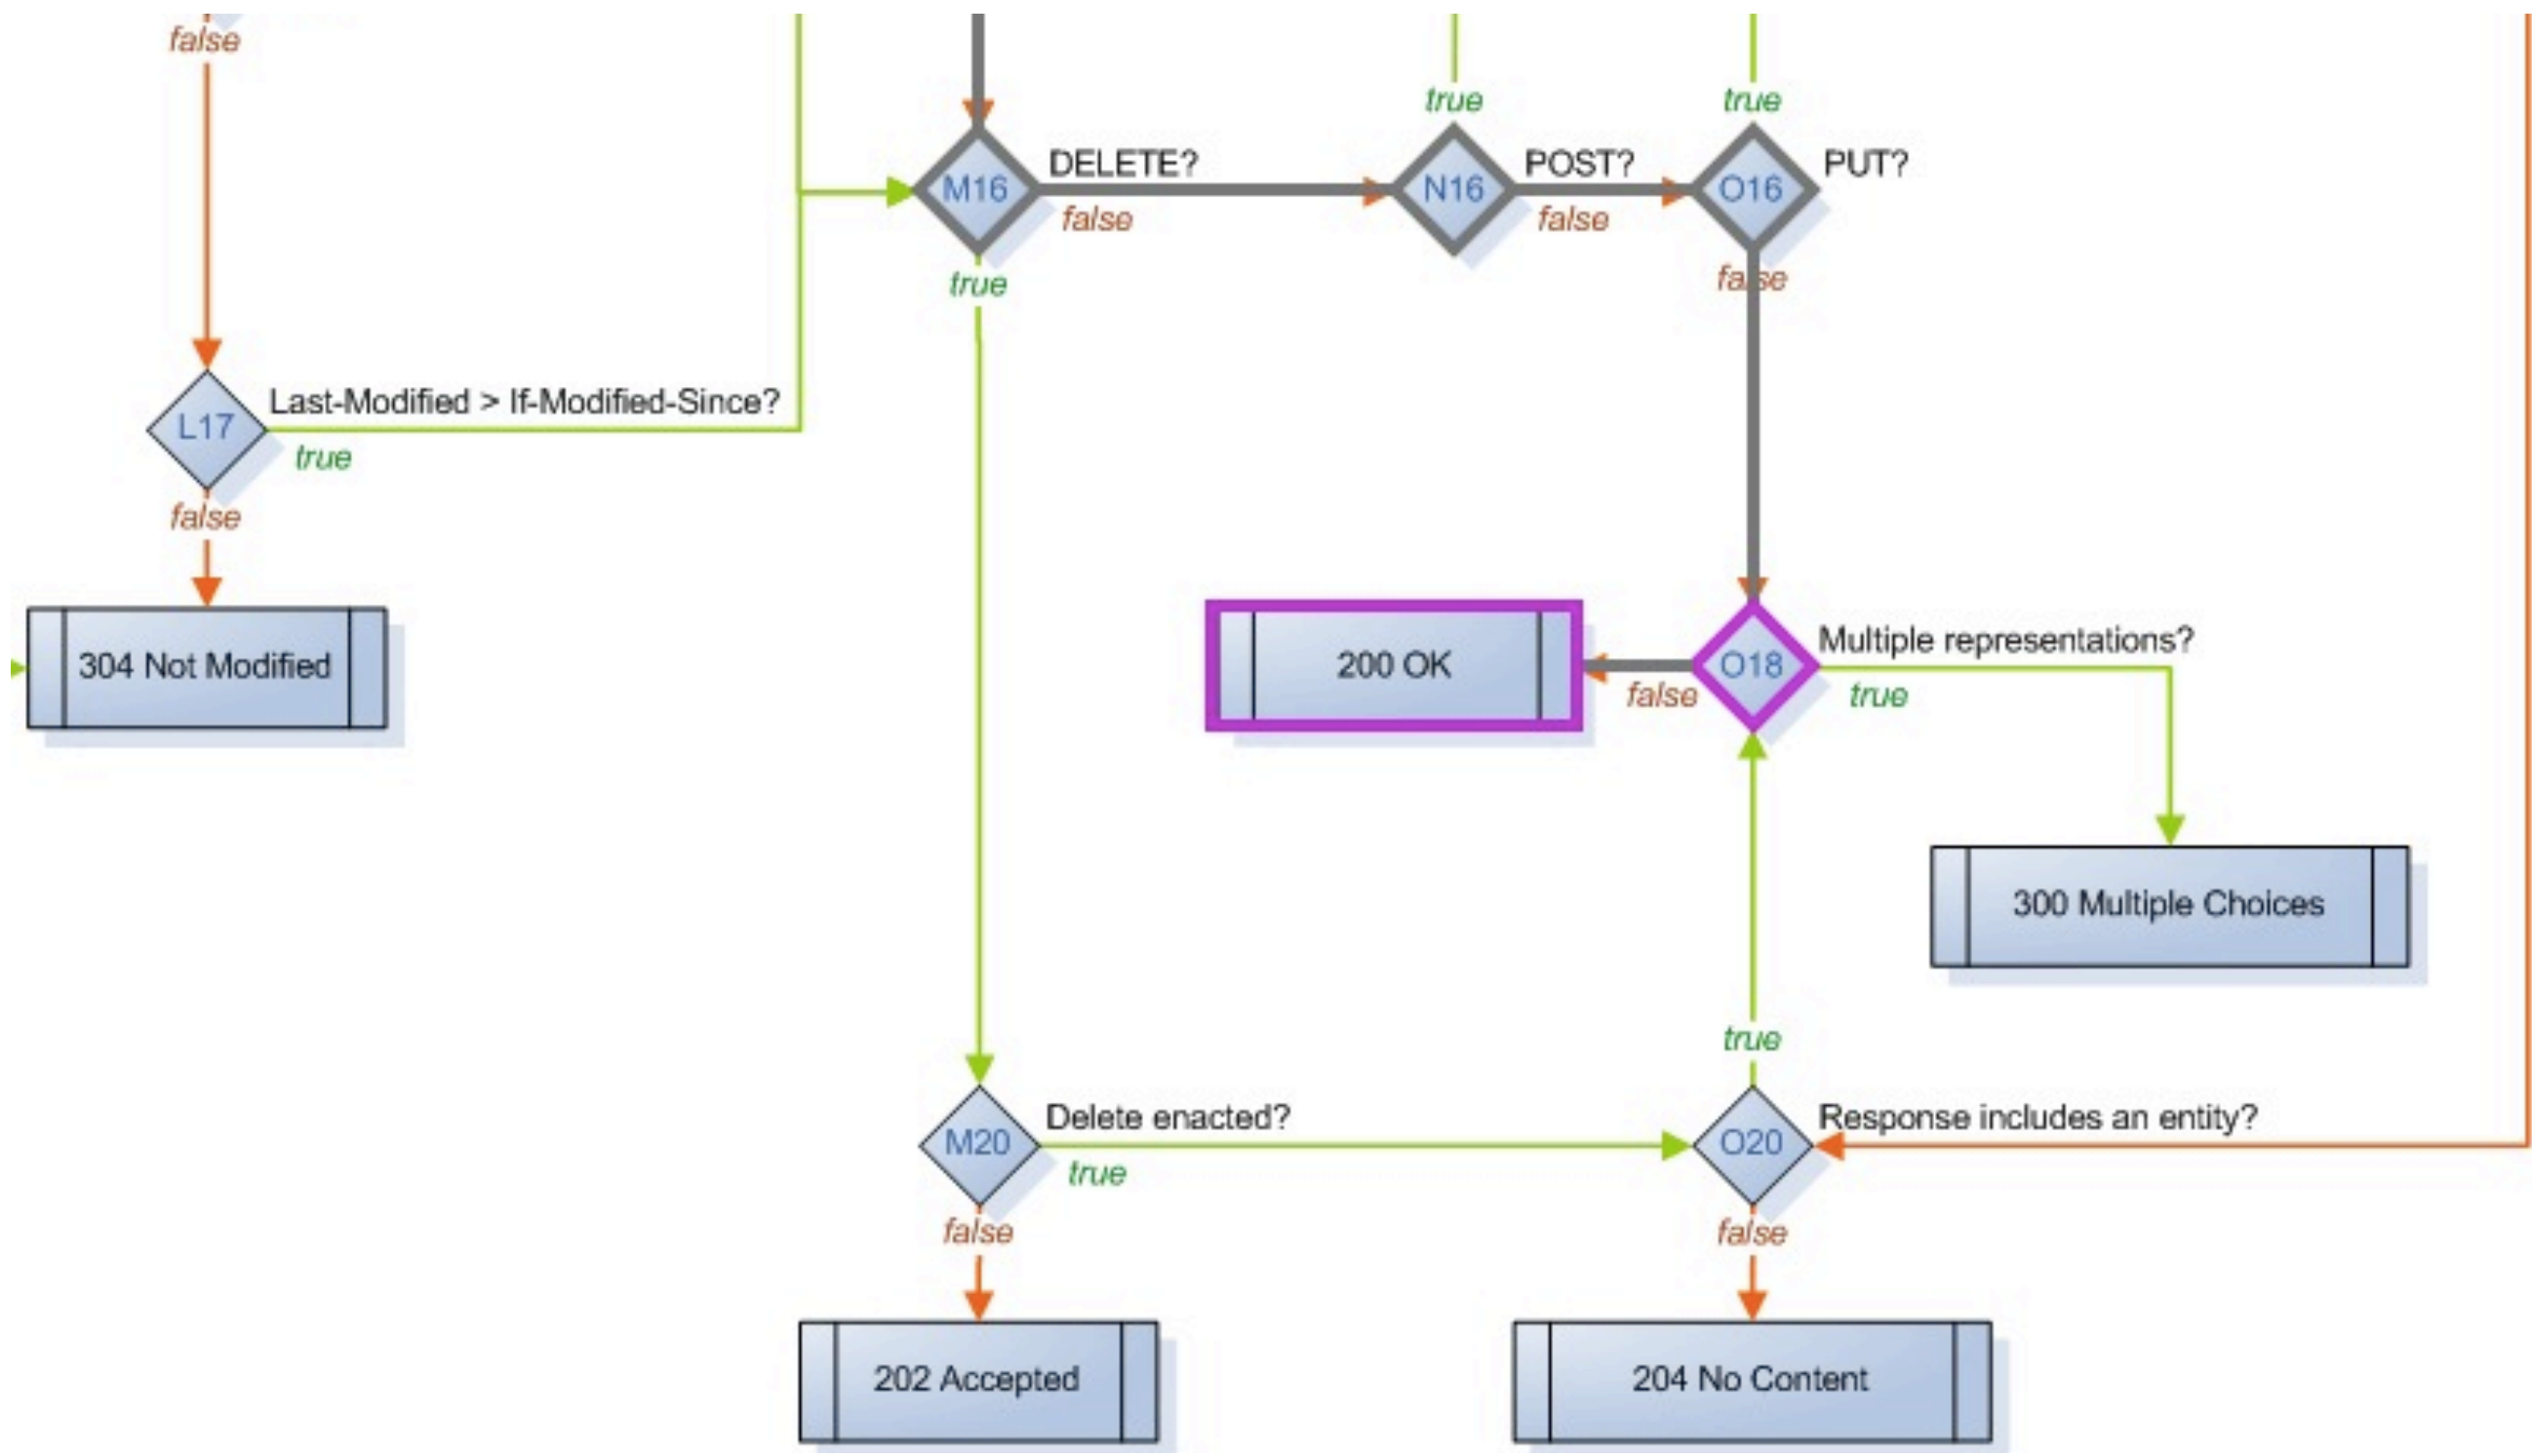 false
true
true
DELETE?
POST?
PUT?
M16
N16
O16
false
false
true
false
Last-Modified > If-Modified-Since?
L17
true
false
304 Not Modified
200 OK
O18
Multiple representations?
false
true
300 Multiple Choices
true
Delete enacted?
Response includes an entity?
M20
O20
true
false
false
202 Accepted
204 No Content